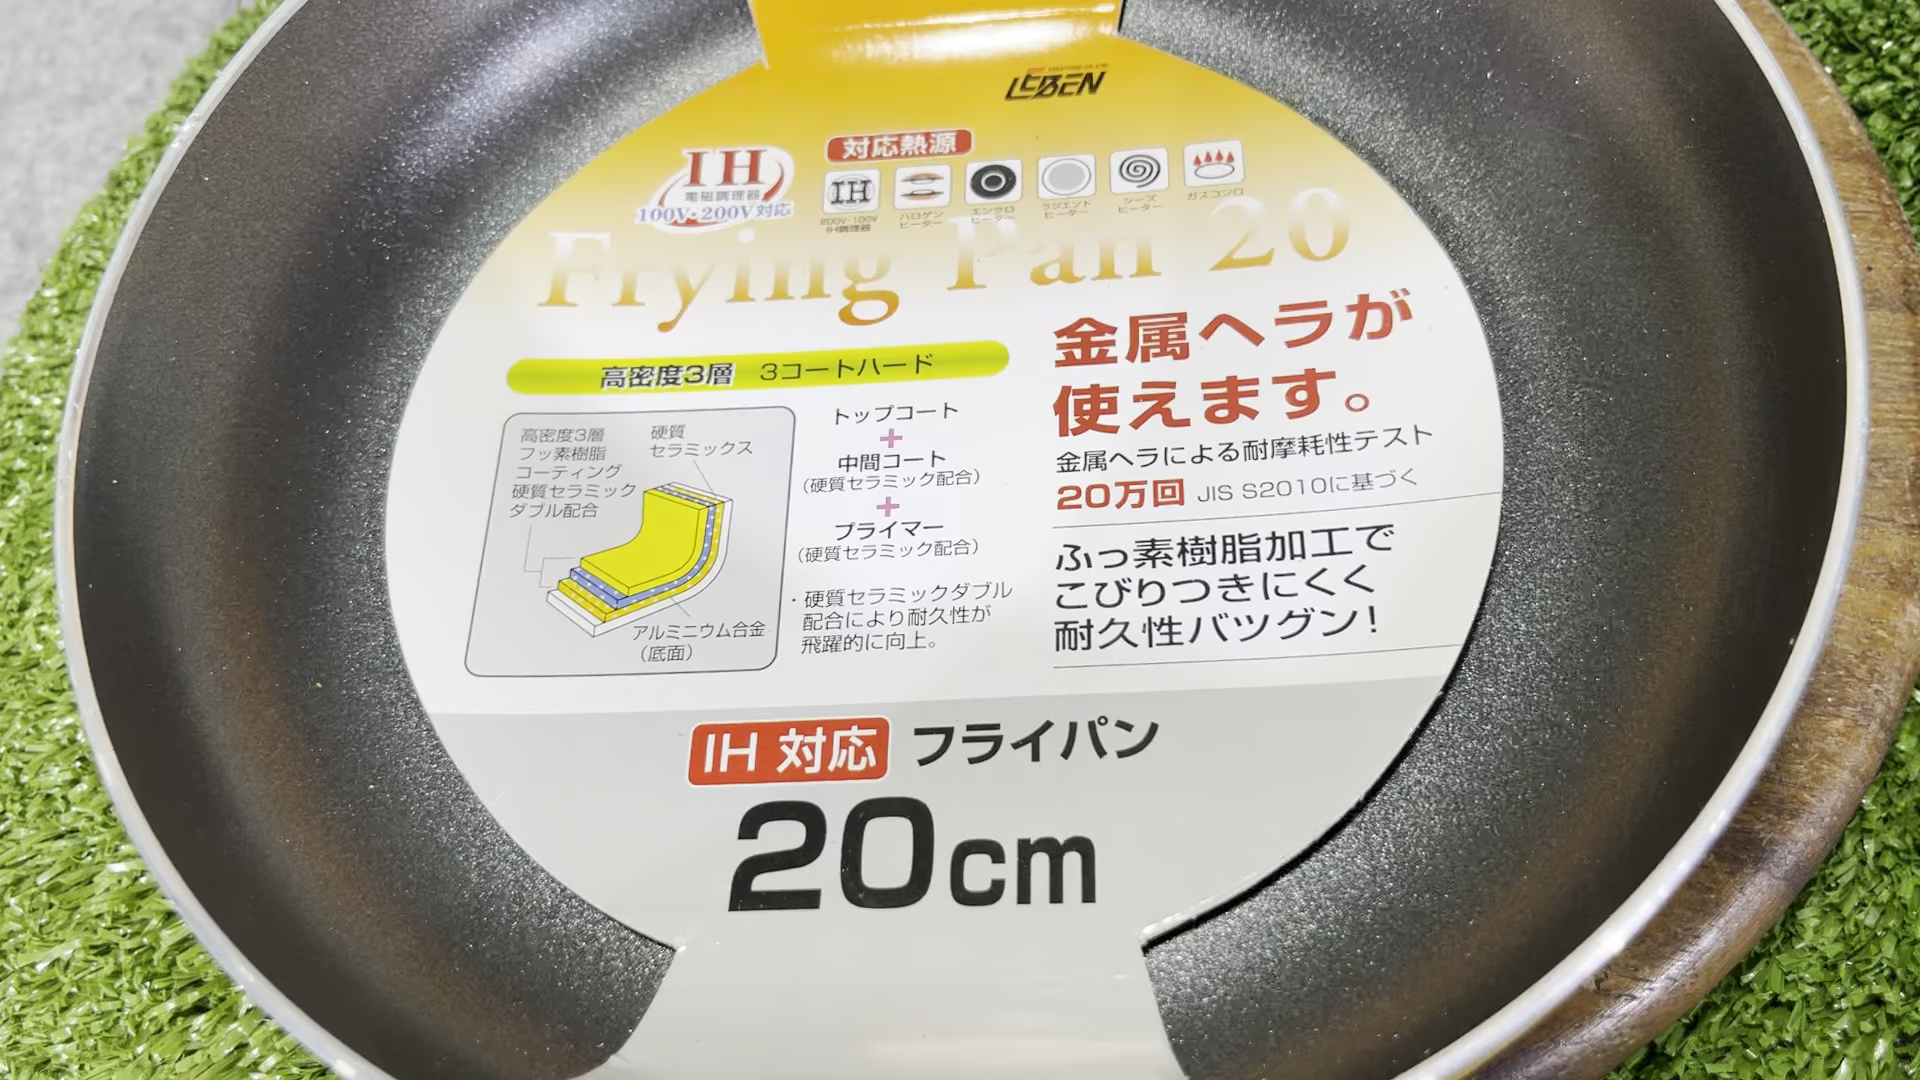 LEBEN
IH
電磁調理器
100V・200V対応
対応熱源
IH
200V・100V
IH調理器
ハロゲン
ヒーター
エンクロ
ヒーター
ラジエント
ヒーター
シーズ
ヒーター
ガスコンロ
Frying Pan 20
高密度3層 3コートハード
高密度3層
フッ素樹脂
コーティング
硬質セラミック
ダブル配合
硬質
セラミックス
アルミニウム合金
（底面）
トップコート
+
中間コート
（硬質セラミック配合）
+
プライマー
（硬質セラミック配合）
・硬質セラミックダブル
配合により耐久性が
飛躍的に向上。
金属ヘラが
使えます。
金属ヘラによる耐摩耗性テスト
20万回 JIS S2010に基づく
ふっ素樹脂加工で
こびりつきにくく
耐久性バツグン!
IH 対応 フライパン
20cm